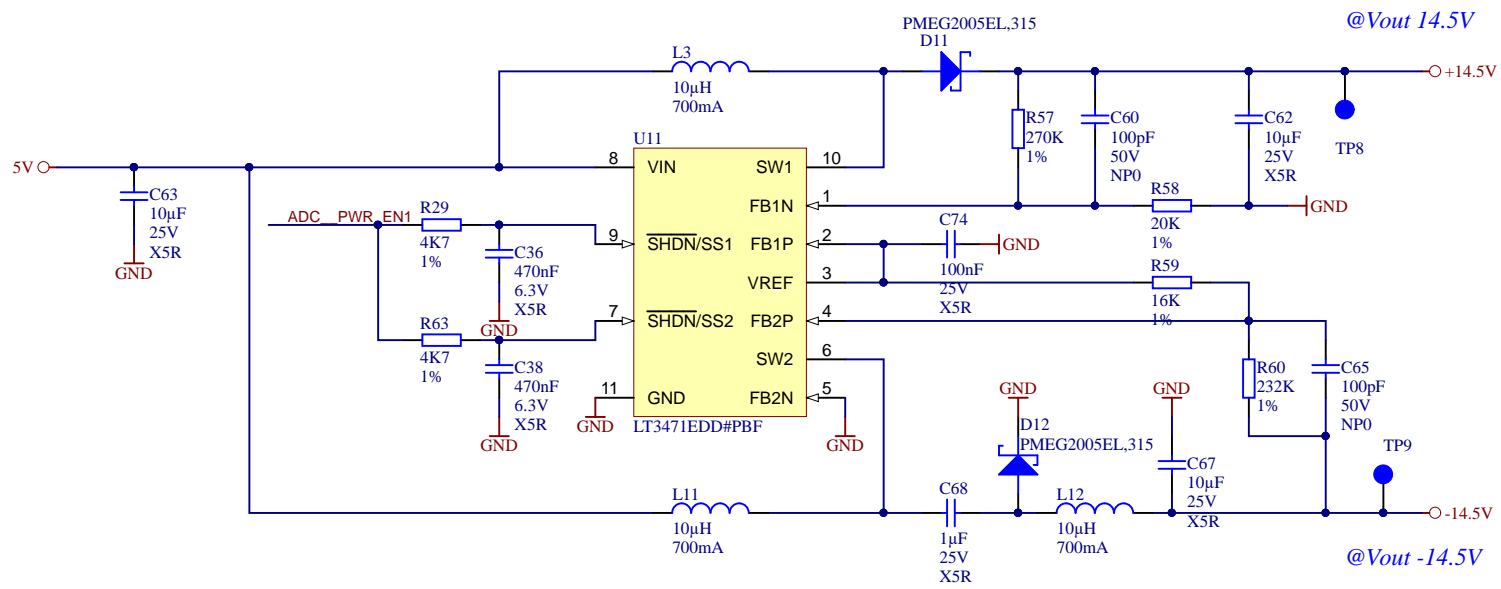 @Vout 14.5V
PMEG2005EL,315
D11
L3
10µH
700mA
+14.5V
R57
270K
1%
C60
100pF
50V
NP0
C62
10µF
25V
X5R
TP8
U11
5V
8
VIN
SW1
10
C63
10µF
25V
X5R
GND
FB1N
1
R58
20K
1%
GND
ADC__PWR_EN1
R29
4K7
1%
9
SHDN/SS1
FB1P
2
C74
100nF
25V
X5R
GND
C36
470nF
6.3V
X5R
GND
VREF
3
R59
16K
1%
7
SHDN/SS2
FB2P
4
R63
4K7
1%
SW2
6
C38
470nF
6.3V
X5R
GND
R60
232K
1%
C65
100pF
50V
NP0
11
GND
FB2N
5
GND
GND
LT3471EDD#PBF
GND
D12
PMEG2005EL,315
GND
C67
10µF
25V
X5R
TP9
L11
10µH
700mA
C68
1µF
25V
X5R
L12
10µH
700mA
-14.5V
@Vout -14.5V